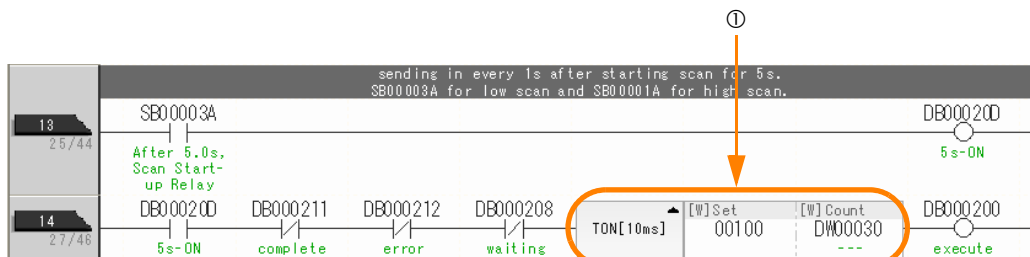 ①
sending in every 1s after starting scan for 5s.
SB00003A for low scan and SB00001A for high scan.
13
25/44
SB00003A
After 5.0s,
Scan Start-
up Relay
DB00020D
5s-ON
14
27/46
DB00020D
5s-ON
DB000211
complete
DB000212
error
DB000208
waiting
TON[10ms]
[W]Set
00100
[W]Count
DW00030
---
DB000200
execute